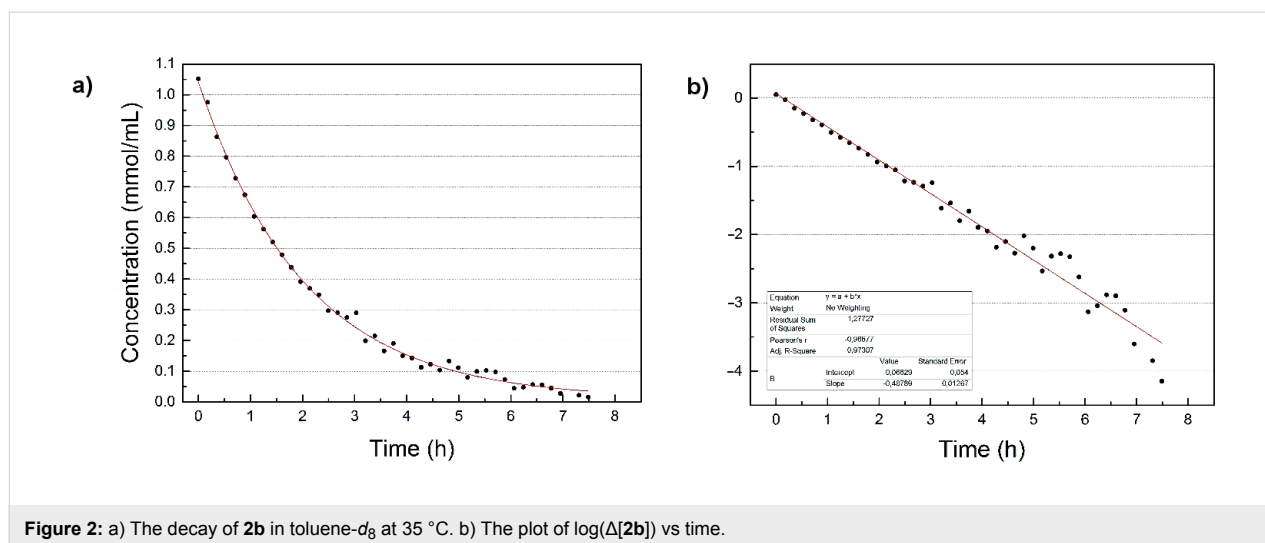 a)
Concentration (mmol/mL)
1.1
1.0
0.9
0.8
0.7
0.6
0.5
0.4
0.3
0.2
0.1
0.0
0 1 2 3 4 5 6 7 8
Time (h)
b)
0
−1
−2
−3
−4
Equation y = a + b*x
Weight No Weighting
Residual Sum
of Squares
1,27727
Pearson's r -0,98677
Adj. R-Square 0,97307
Value Standard Error
B
Intercept 0,06829 0,054
Slope -0,48789 0,01267
0 1 2 3 4 5 6 7 8
Time (h)
Figure 2: a) The decay of 2b in toluene-d8 at 35 °C. b) The plot of log(Δ[2b]) vs time.